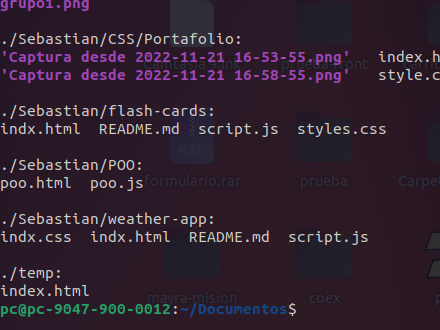 grupo1.png
./Sebastian/CSS/Portafolio:
'Captura desde 2022-11-21 16-53-55.png' index.h
'Captura desde 2022-11-21 16-58-55.png' style.c
./Sebastian/flash-cards:
indx.html README.md script.js styles.css
./Sebastian/POO:
poo.html poo.js
formulario.rar prueba Carpet
./Sebastian/weather-app:
indx.css indx.html README.md script.js
./temp:
index.html
mayra-mision coex
pc@pc-9047-900-0012:~/Documentos$